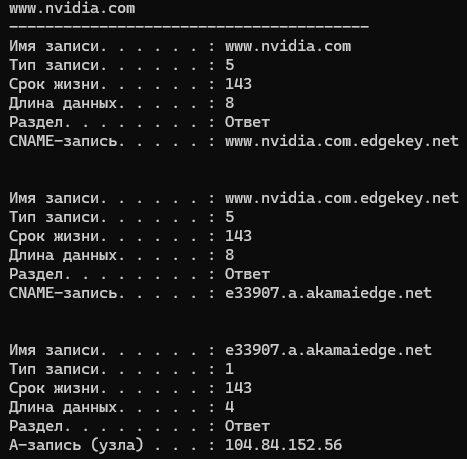 www.nvidia.com
----------------------------------------
Имя записи. . . . . . : www.nvidia.com
Тип записи. . . . . . : 5
Срок жизни. . . . . . : 143
Длина данных. . . . . : 8
Раздел. . . . . . . . : Ответ
CNAME-запись. . . . . : www.nvidia.com.edgekey.net
Имя записи. . . . . . : www.nvidia.com.edgekey.net
Тип записи. . . . . . : 5
Срок жизни. . . . . . : 143
Длина данных. . . . . : 8
Раздел. . . . . . . . : Ответ
CNAME-запись. . . . . : e33907.a.akamaiedge.net
Имя записи. . . . . . : e33907.a.akamaiedge.net
Тип записи. . . . . . : 1
Срок жизни. . . . . . : 143
Длина данных. . . . . : 4
Раздел. . . . . . . . : Ответ
А-запись (узла) . . . : 104.84.152.56